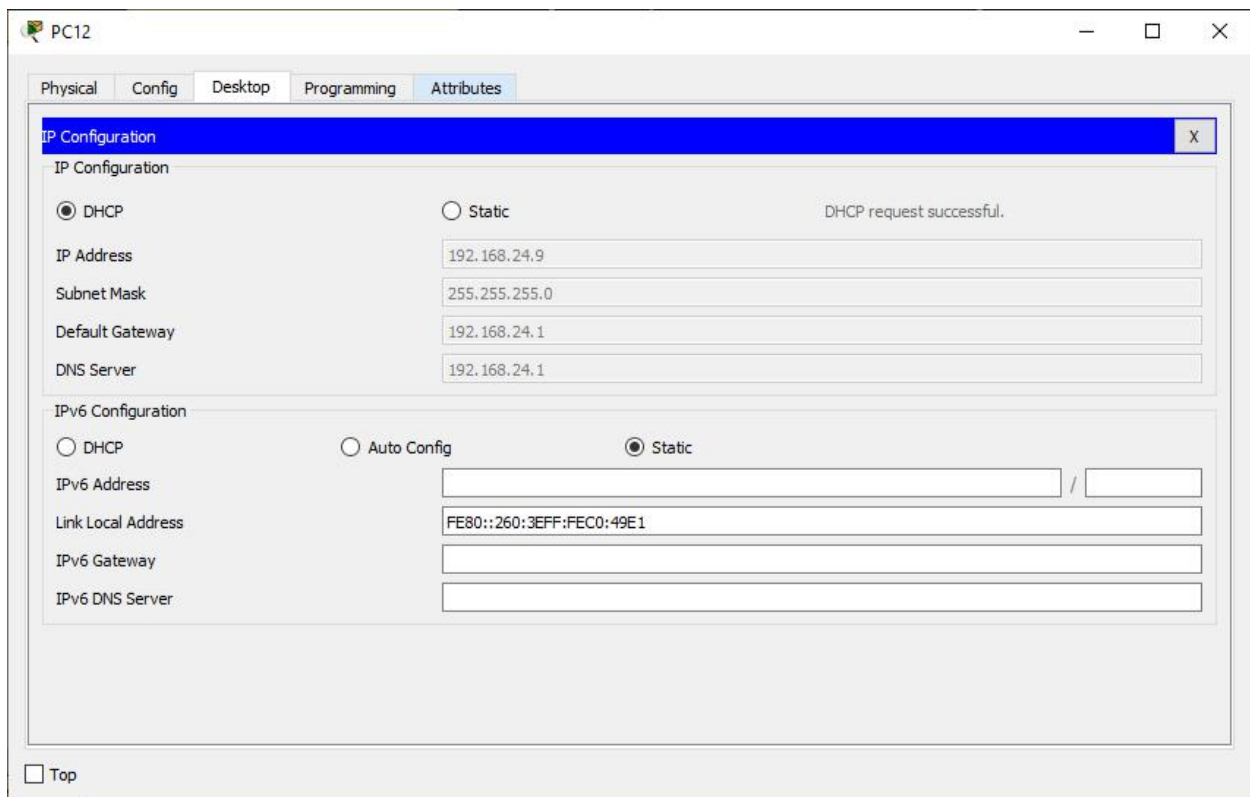 PC12
Physical Config Desktop Programming Attributes
IP Configuration X
IP Configuration
DHCP Static DHCP request successful.
IP Address 192.168.24.9
Subnet Mask 255.255.255.0
Default Gateway 192.168.24.1
DNS Server 192.168.24.1
IPv6 Configuration
DHCP Auto Config Static
IPv6 Address /
Link Local Address FE80::260:3EFF:FEC0:49E1
IPv6 Gateway
IPv6 DNS Server
Top